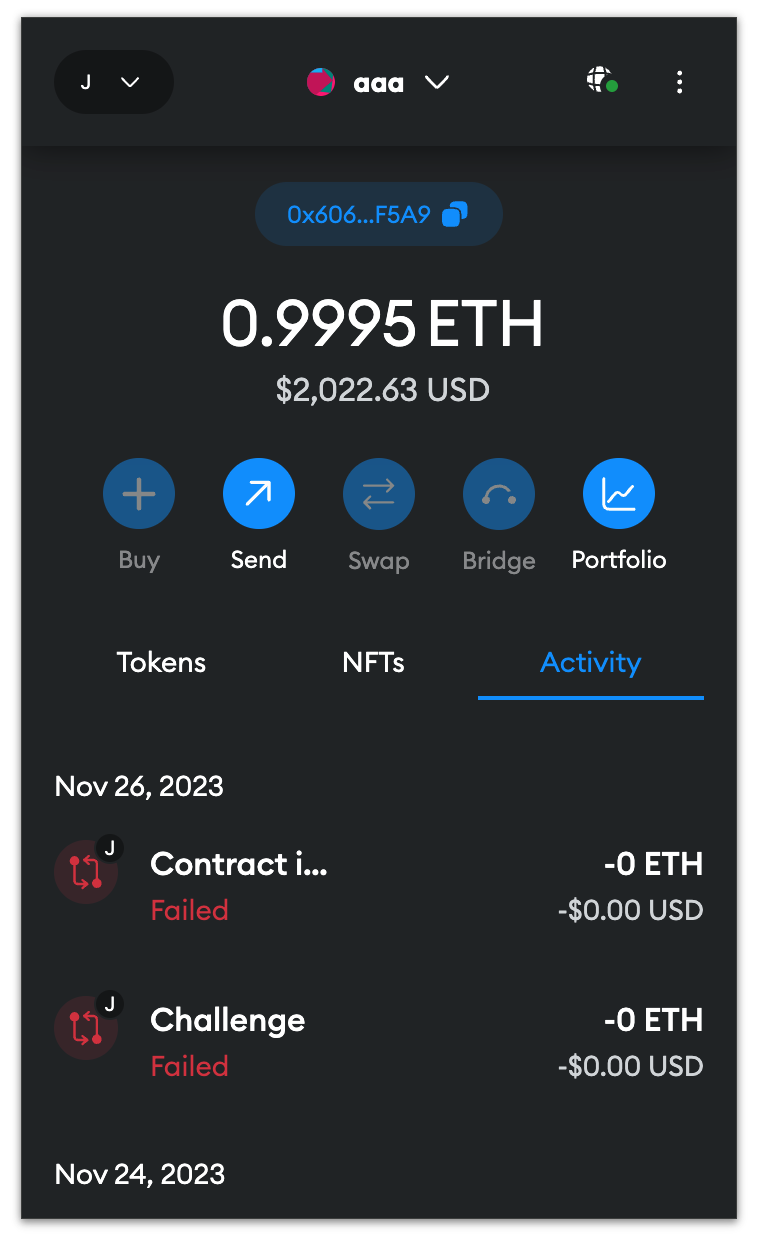 J aaa
0x606...F5A9
0.9995 ETH
$2,022.63 USD
Buy Send Swap Bridge Portfolio
Tokens NFTs Activity
Nov 26, 2023
J
Contract i... -0 ETH
Failed -$0.00 USD
J
Challenge -0 ETH
Failed -$0.00 USD
Nov 24, 2023